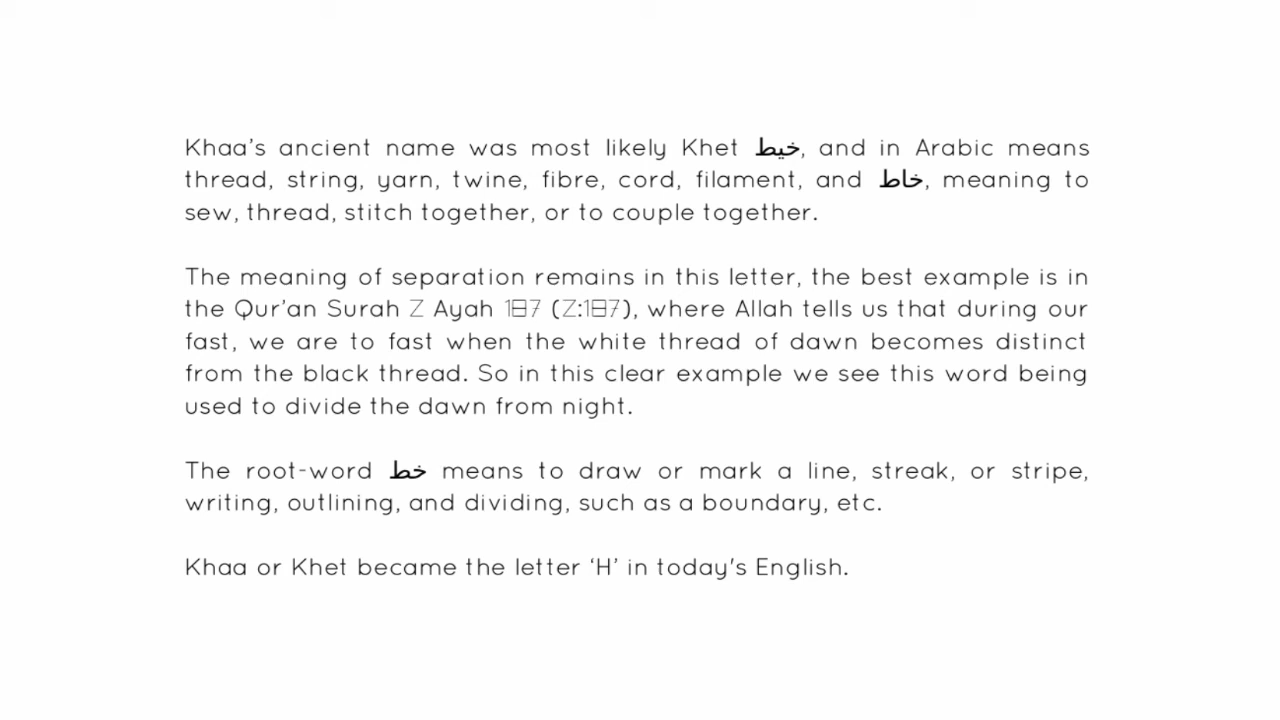 Khaa's ancient name was most likely Khet خيط, and in Arabic means
thread, string, yarn, twine, fibre, cord, filament, and خاط, meaning to
sew, thread, stitch together, or to couple together.
The meaning of separation remains in this letter, the best example is in
the Qur'an Surah 2 Ayah 187 (2:187), where Allah tells us that during our
fast, we are to fast when the white thread of dawn becomes distinct
from the black thread. So in this clear example we see this word being
used to divide the dawn from night.
The root-word خط means to draw or mark a line, streak, or stripe,
writing, outlining, and dividing, such as a boundary, etc.
Khaa or Khet became the letter ‘H’ in today's English.